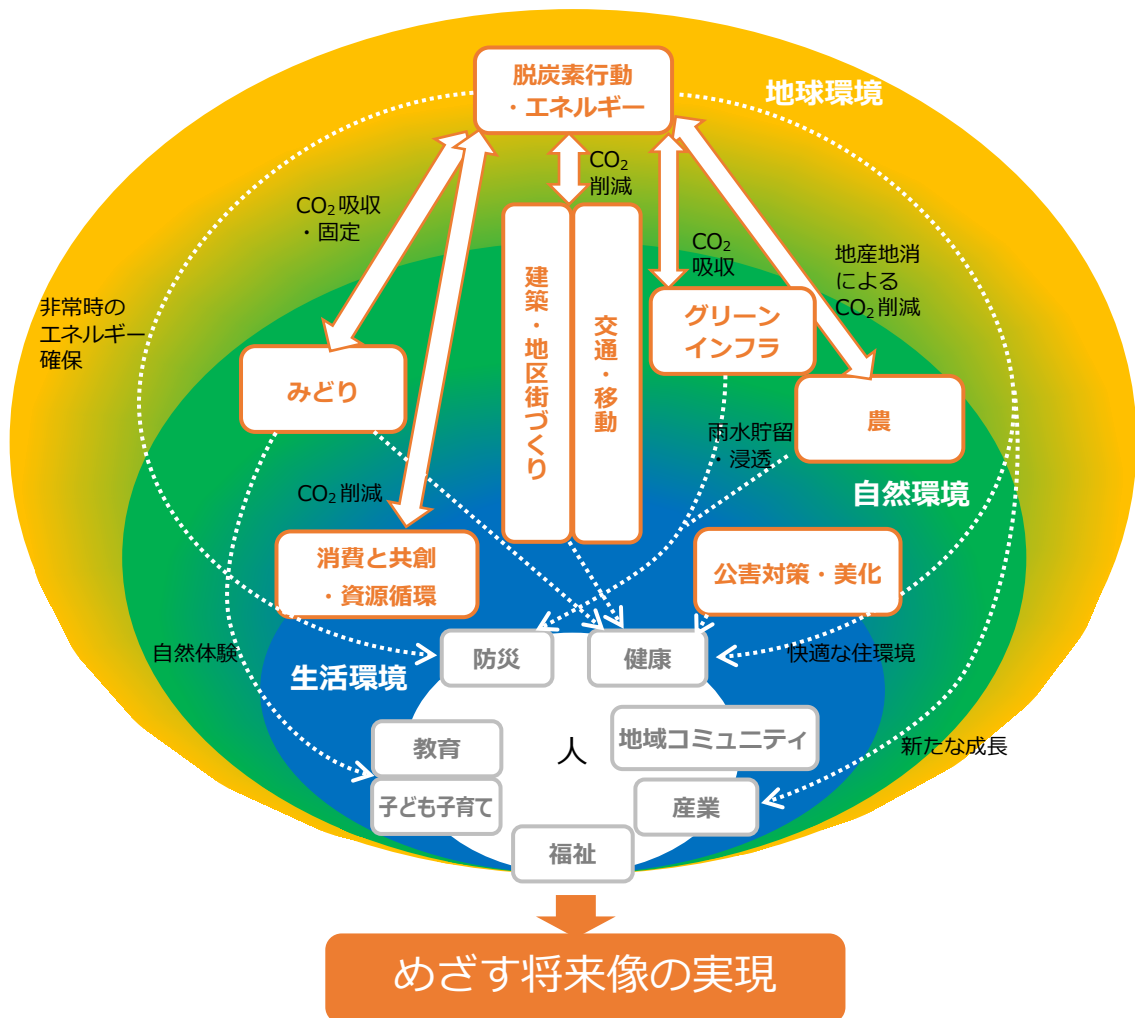 脱炭素行動
・エネルギー
地球環境
CO₂
削減
CO₂吸収
・固定
CO₂
吸収
地産地消
による
CO₂削減
非常時の
エネルギー
確保
建築・地区街づくり
交通・移動
グリーン
インフラ
みどり
農
雨水貯留
・浸透
自然環境
CO₂削減
消費と共創
・資源循環
公害対策・美化
自然体験
防災
健康
快適な住環境
生活環境
教育
人
地域コミュニティ
新たな成長
子ども子育て
産業
福祉
めざす将来像の実現